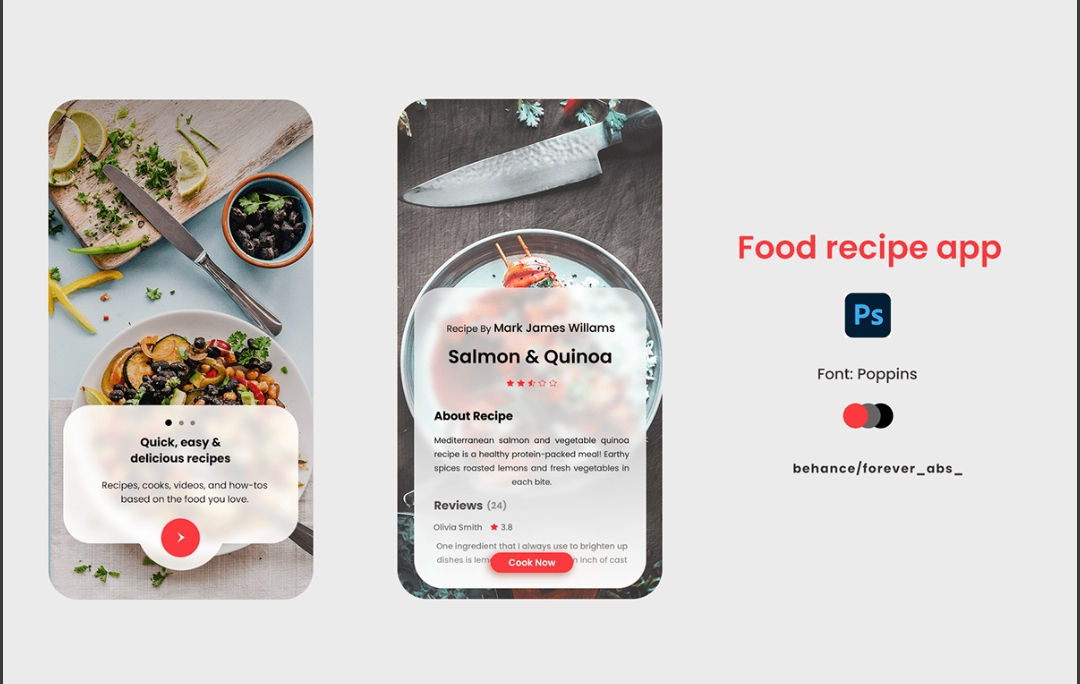 Quick, easy &
delicious recipes
Recipes, cooks, videos, and how-tos
based on the food you love.
Recipe By Mark James Willams
Salmon & Quinoa
About Recipe
Mediterranean salmon and vegetable quinoa
recipe is a healthy protein-packed meal! Earthy
spices roasted lemons and fresh vegetables in
each bite.
Reviews (24)
Olivia Smith 3.8
One ingredient that I always use to brighten up
dishes is n inch of cast
Cook Now
Food recipe app
Ps
Font: Poppins
behance/forever_abs_